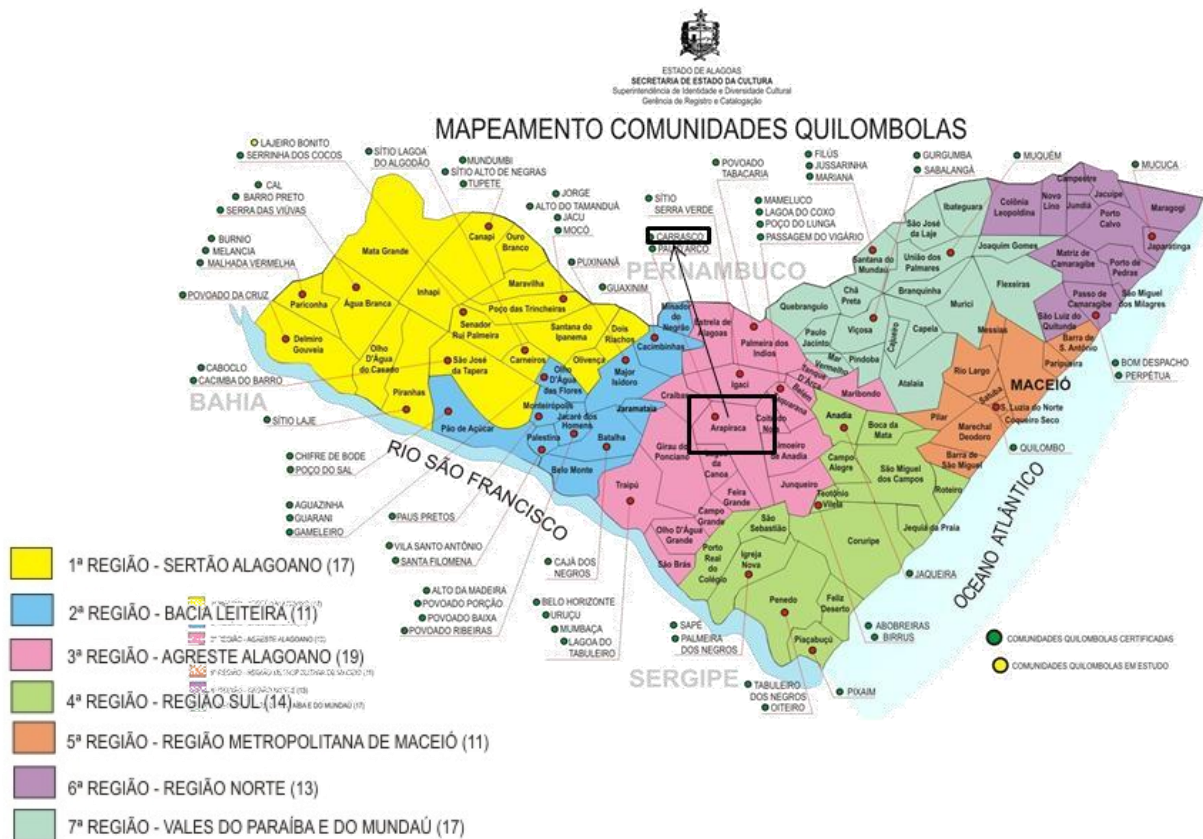 ESTADO DE ALAGOAS
SECRETARIA DE ESTADO DA CULTURA
Superintendência de Identidade e Diversidade Cultural
Gerência de Registro e Catalogação
MAPEAMENTO COMUNIDADES QUILOMBOLAS
LAJEIRO BONITO
SERRINHA DOS COCOS
SÍTIO LAGOA
DO ALGODÃO
MUNDUMBI
SÍTIO ALTO DE NEGRAS
TUPETE
CAL
BARRO PRETO
SERRA DAS VIÚVAS
JORGE
ALTO DO TAMANDUÁ
JACU
MOCÓ
BURNIO
MELANCIA
MALHADA VERMELHA
PUXINANÃ
POVOADO DA CRUZ
GUAXINIM
SÍTIO
SERRA VERDE
CARRASCO
PAU D'ARCO
POVOADO
TABACARIA
MAMELUCO
LAGOA DO COXO
POÇO DO LUNGA
PASSAGEM DO VIGÁRIO
FILÚS
JUSSARINHA
MARIANA
GURGUMBA
SABALANGÁ
MUQUÉM
MUCUCA
PERNAMBUCO
Mata Grande
Canapi
Ouro
Branco
Inhapi
Maravilha
Poço das Trincheiras
Pariconha
Água Branca
Senador
Rui Palmeira
Santana do
Ipanema
Dois
Riachos
Delmiro
Gouveia
Olho
D'Água
do Casado
São José
da Tapera
Carneiros
Olivença
Piranhas
Minador
do
Negrão
Cacimbinhas
Major
Isidoro
Olho
D'Água
das Flores
Monteirópolis
Jacaré dos
Homens
Jaramataia
Pão de Açúcar
Palestina
Batalha
Belo Monte
Estrela de
Alagoas
Palmeira
dos Índios
Igaci
Craíbas
Tanque
D'Arca
Belém
Taquarana
Maribondo
Arapiraca
Coité do
Nóia
Limoeiro
de Anadia
Girau do
Ponciano
Lagoa
da
Canoa
Traipú
Feira
Grande
Junqueiro
Campo
Grande
Olho D'Água
Grande
São Brás
Quebrangulo
Paulo
Jacinto
Mar
Vermelho
Chã
Preta
Viçosa
Pindoba
Cajueiro
Capela
Atalaia
Santana do
Mundaú
São José
da Laje
Ibateguara
União dos
Palmares
Branquinha
Murici
Joaquim Gomes
Flexeiras
Messias
Colônia
Leopoldina
Novo
Lino
Campestre
Jundiá
Jacuípe
Porto
Calvo
Maragogi
Japaratinga
Matriz de
Camaragibe
Porto de
Pedras
Passo de
Camaragibe
São Miguel
dos Milagres
São Luiz do
Quitunda
Barra de
S. Antônio
Paripueira
Rio Largo
Satuba
MACEIÓ
S. Luzia do Norte
Coqueiro Seco
Pilar
Marechal
Deodoro
Barra de
São Miguel
Anadia
Boca da
Mata
Campo
Alegre
São Miguel
dos Campos
Roteiro
Teotônio
Vilela
Jequiá da Praia
Coruripe
São
Sebastião
Porto
Real do
Colégio
Igreja
Nova
Penedo
Feliz
Deserto
Piaçabuçú
CABOCLO
CACIMBA DO BARRO
BAHIA
SÍTIO LAJE
RIO SÃO FRANCISCO
CHIFRE DE BODE
POÇO DO SAL
AGUAZINHA
GUARANI
GAMELEIRO
PAUS PRETOS
VILA SANTO ANTÔNIO
SANTA FILOMENA
CAJÁ DOS
NEGROS
ALTO DA MADEIRA
POVOADO PORÇÃO
POVOADO BAIXA
POVOADO RIBEIRAS
BELO HORIZONTE
URUÇU
MUMBAÇA
LAGOA DO
TABULEIRO
SAPÉ
PALMEIRA
DOS NEGROS
SERGIPE
TABULEIRO
DOS NEGROS
OITEIRO
PIXAIM
ABOBREIRAS
BIRRUS
JAQUEIRA
QUILOMBO
BOM DESPACHO
PERPÉTUA
OCEANO ATLÂNTICO
COMUNIDADES QUILOMBOLAS CERTIFICADAS
COMUNIDADES QUILOMBOLAS EM ESTUDO
1ª REGIÃO - SERTÃO ALAGOANO (17)
2ª REGIÃO - BACIA LEITEIRA (11)
3ª REGIÃO - AGRESTE ALAGOANO (19)
4ª REGIÃO - REGIÃO SUL (14)
5ª REGIÃO - REGIÃO METROPOLITANA DE MACEIÓ (11)
6ª REGIÃO - REGIÃO NORTE (13)
7ª REGIÃO - VALES DO PARAÍBA E DO MUNDAÚ (17)